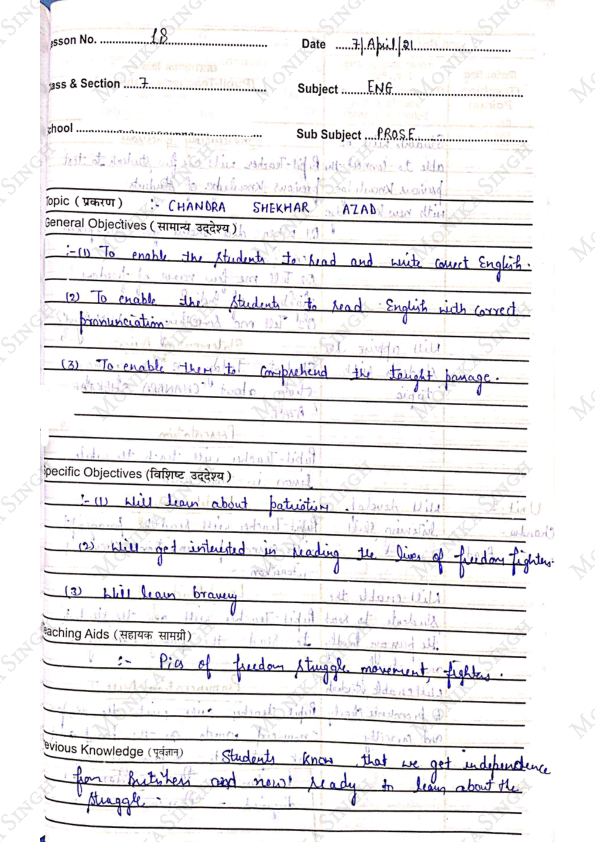 esson No. 18
Date 7/April/21
ass & Section 7
Subject ENG
chool
Sub Subject PROSE
Topic ( प्रकरण ) :- CHANDRA SHEKHAR AZAD
General Objectives ( सामान्य उद्देश्य )
:-(1) To enable the students to read and write correct English.
(2) To enable the students to read English with correct
pronunciation.
(3) To enable them to comprehend the taught passage.
pecific Objectives (विशिष्ट उद्देश्य )
:-(1) Will learn about patriotism.
(2) Will get interested in reading the lives of freedom fighters.
(3) Will learn bravery
eaching Aids (सहायक सामग्री)
:- Pics of freedom struggle movement, fighters.
evious Knowledge (पूर्वज्ञान) Students know that we get independence
from Britishers and now ready to learn about the
struggle.
MONIKA SINGH